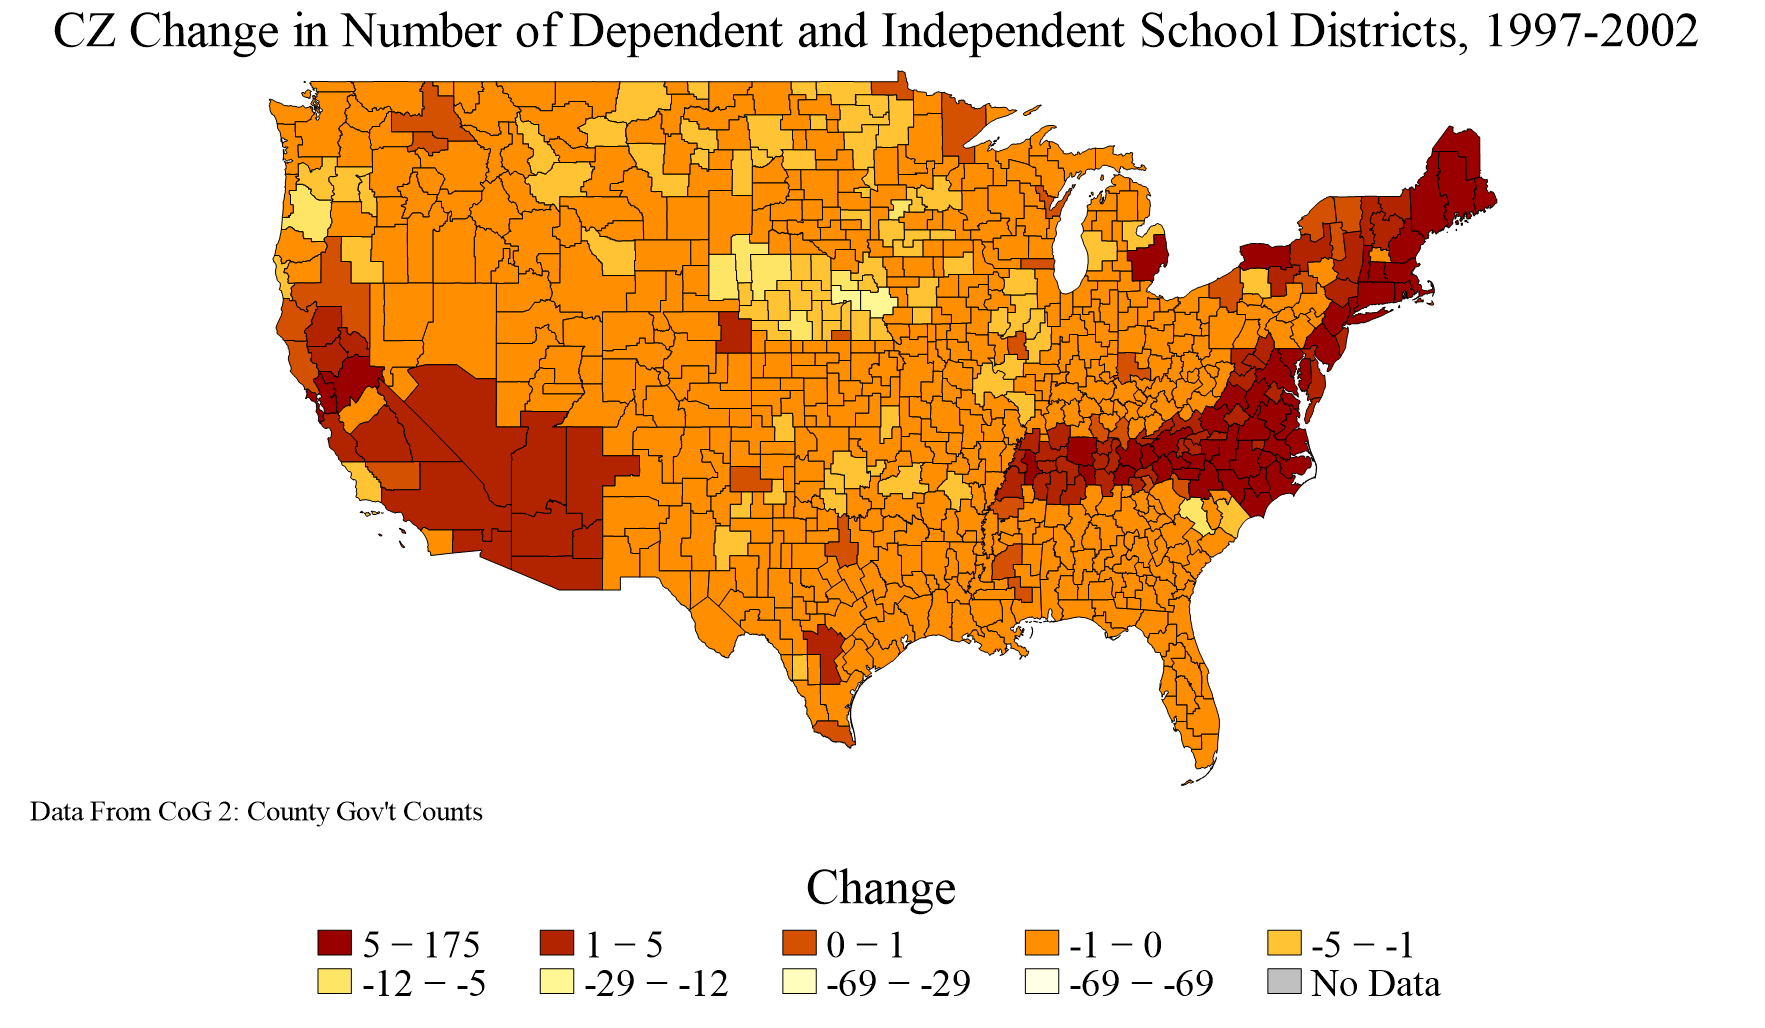 CZ Change in Number of Dependent and Independent School Districts, 1997-2002
Data From CoG 2: County Gov't Counts
Change
5 − 175 1 − 5 0 − 1 -1 − 0 -5 − -1
-12 − -5 -29 − -12 -69 − -29 -69 − -69 No Data